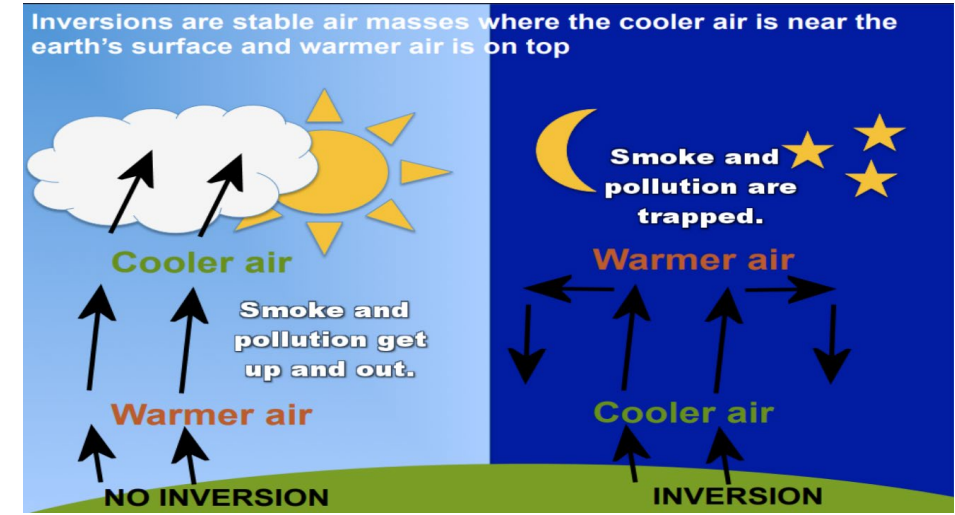 Inversions are stable air masses where the cooler air is near the
earth's surface and warmer air is on top
Cooler air
Smoke and
pollution get
up and out.
Warmer air
NO INVERSION
Smoke and
pollution are
trapped.
Warmer air
Cooler air
INVERSION